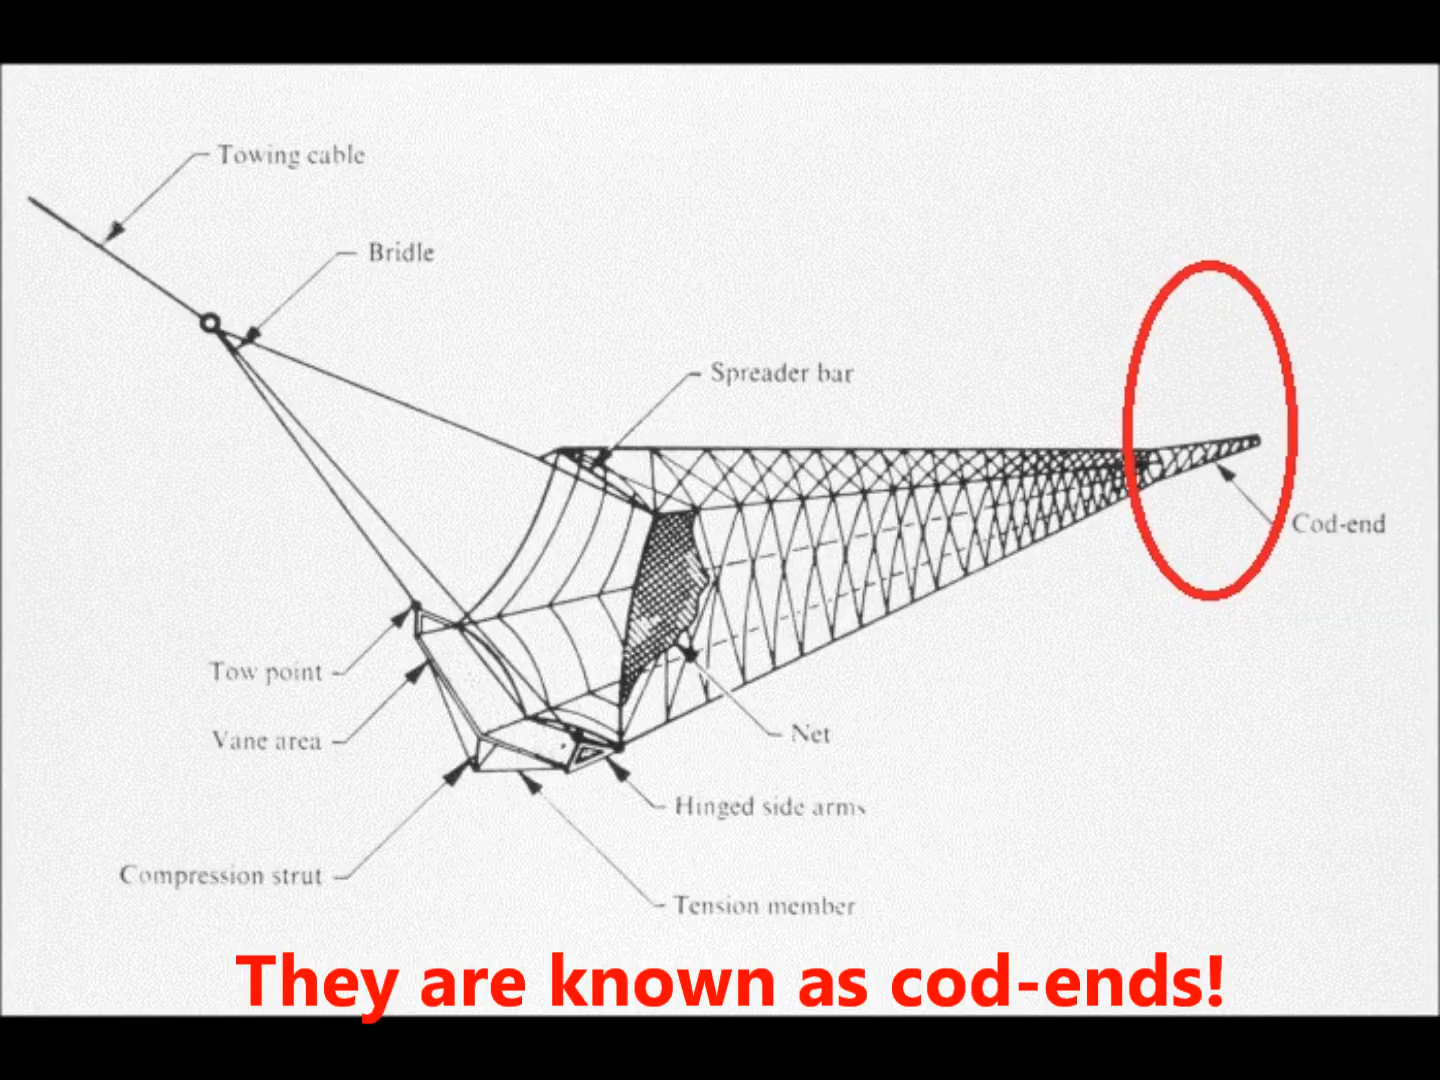 Towing cable
Bridle
Spreader bar
Cod-end
Tow point
Vane area
Net
Hinged side arms
Compression strut
Tension member
They are known as cod-ends!